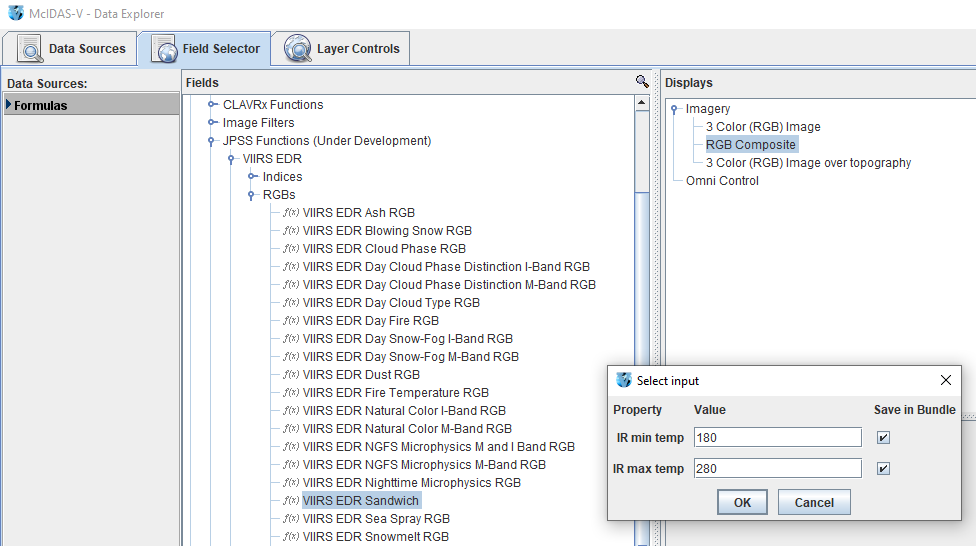 McIDAS-V - Data Explorer
Data Sources
Field Selector
Layer Controls
Data Sources:
Formulas
Fields
CLAVRx Functions
Image Filters
JPSS Functions (Under Development)
VIIRS EDR
Indices
RGBs
f(x) VIIRS EDR Ash RGB
f(x) VIIRS EDR Blowing Snow RGB
f(x) VIIRS EDR Cloud Phase RGB
f(x) VIIRS EDR Day Cloud Phase Distinction I-Band RGB
f(x) VIIRS EDR Day Cloud Phase Distinction M-Band RGB
f(x) VIIRS EDR Day Cloud Type RGB
f(x) VIIRS EDR Day Fire RGB
f(x) VIIRS EDR Day Snow-Fog I-Band RGB
f(x) VIIRS EDR Day Snow-Fog M-Band RGB
f(x) VIIRS EDR Dust RGB
f(x) VIIRS EDR Fire Temperature RGB
f(x) VIIRS EDR Natural Color I-Band RGB
f(x) VIIRS EDR Natural Color M-Band RGB
f(x) VIIRS EDR NGFS Microphysics M and I Band RGB
f(x) VIIRS EDR NGFS Microphysics M-Band RGB
f(x) VIIRS EDR Nighttime Microphysics RGB
f(x) VIIRS EDR Sandwich
f(x) VIIRS EDR Sea Spray RGB
f(x) VIIRS EDR Snowmelt RGB
Displays
Imagery
3 Color (RGB) Image
RGB Composite
3 Color (RGB) Image over topography
Omni Control
Select input
Property Value Save in Bundle
IR min temp 180
IR max temp 280
OK Cancel